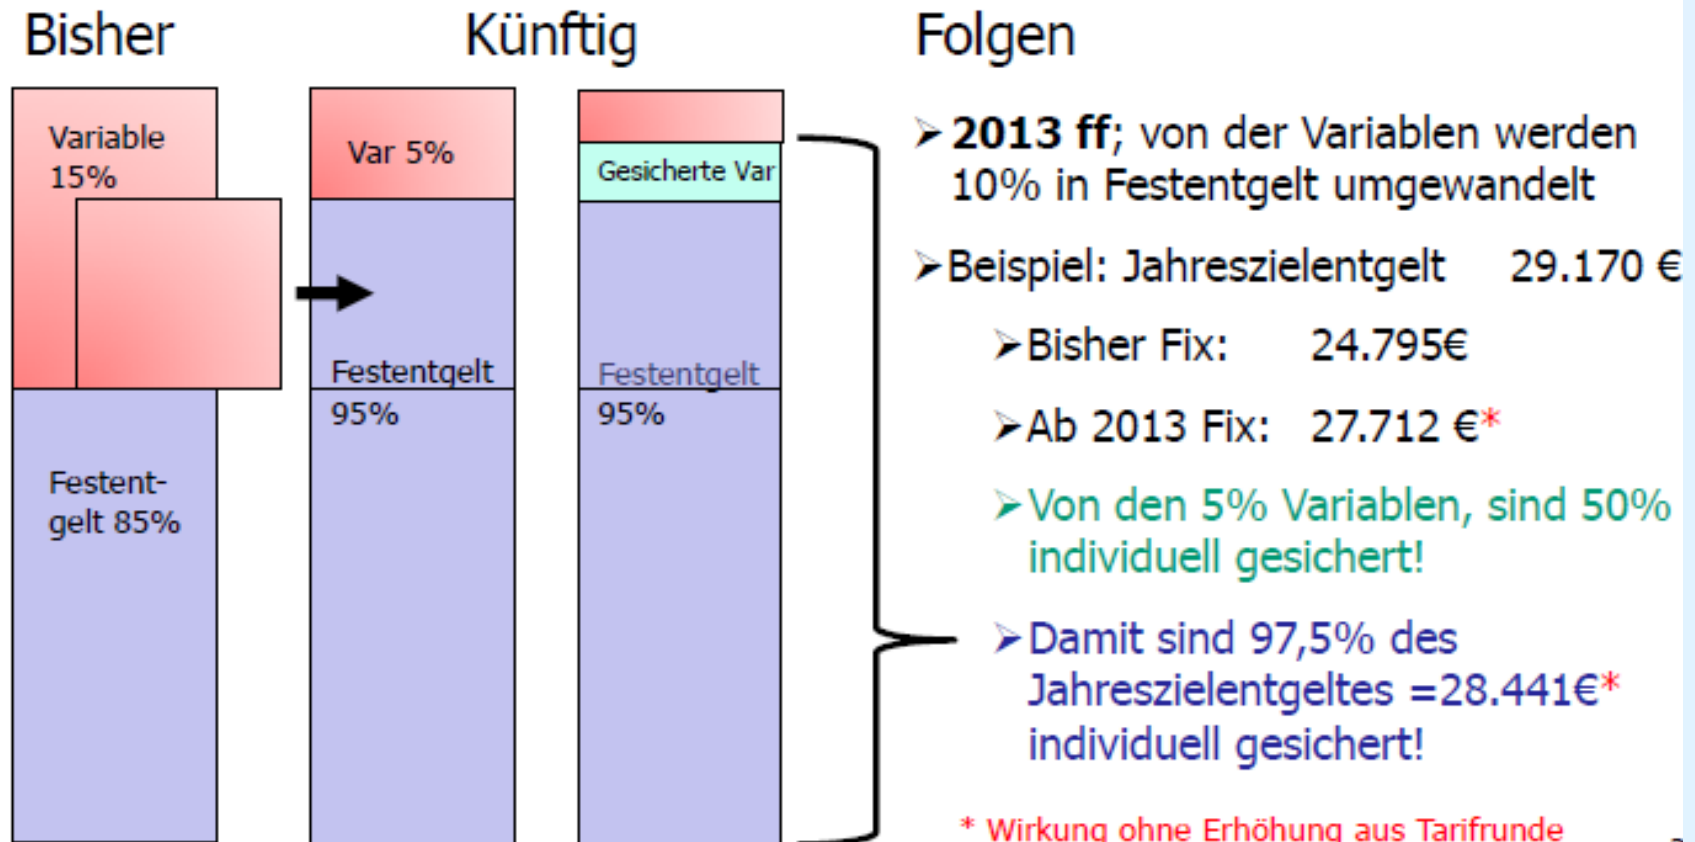 Bisher
Künftig
Folgen
Variable
15%
Festent-
gelt 85%
Var 5%
Festentgelt
95%
Gesicherte Var
Festentgelt
95%
➢ 2013 ff; von der Variablen werden
10% in Festentgelt umgewandelt
➢ Beispiel: Jahreszielentgelt 29.170 €
➢ Bisher Fix: 24.795€
➢ Ab 2013 Fix: 27.712 €*
➢ Von den 5% Variablen, sind 50%
individuell gesichert!
➢ Damit sind 97,5% des
Jahreszielentgeltes =28.441€*
individuell gesichert!
* Wirkung ohne Erhöhung aus Tarifrunde